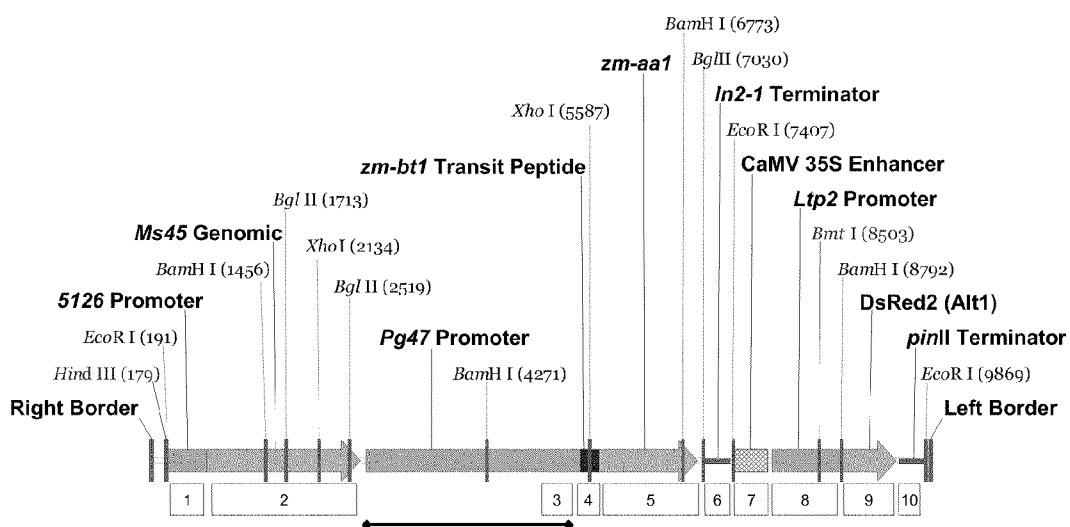 BamH I (6773)
zm-aa1
BglII (7030)
In2-1 Terminator
Xho I (5587)
EcoR I (7407)
zm-bt1 Transit Peptide
CaMV 35S Enhancer
Bgl II (1713)
Ltp2 Promoter
Ms45 Genomic
XhoI (2134)
Bmt I (8503)
BamH I (1456)
BamH I (8792)
Bgl II (2519)
5126 Promoter
DsRed2 (Alt1)
EcoR I (191)
Pg47 Promoter
pinII Terminator
Hind III (179)
BamH I (4271)
EcoR I (9869)
Right Border
Left Border
1 2 3 4 5 6 7 8 9 10